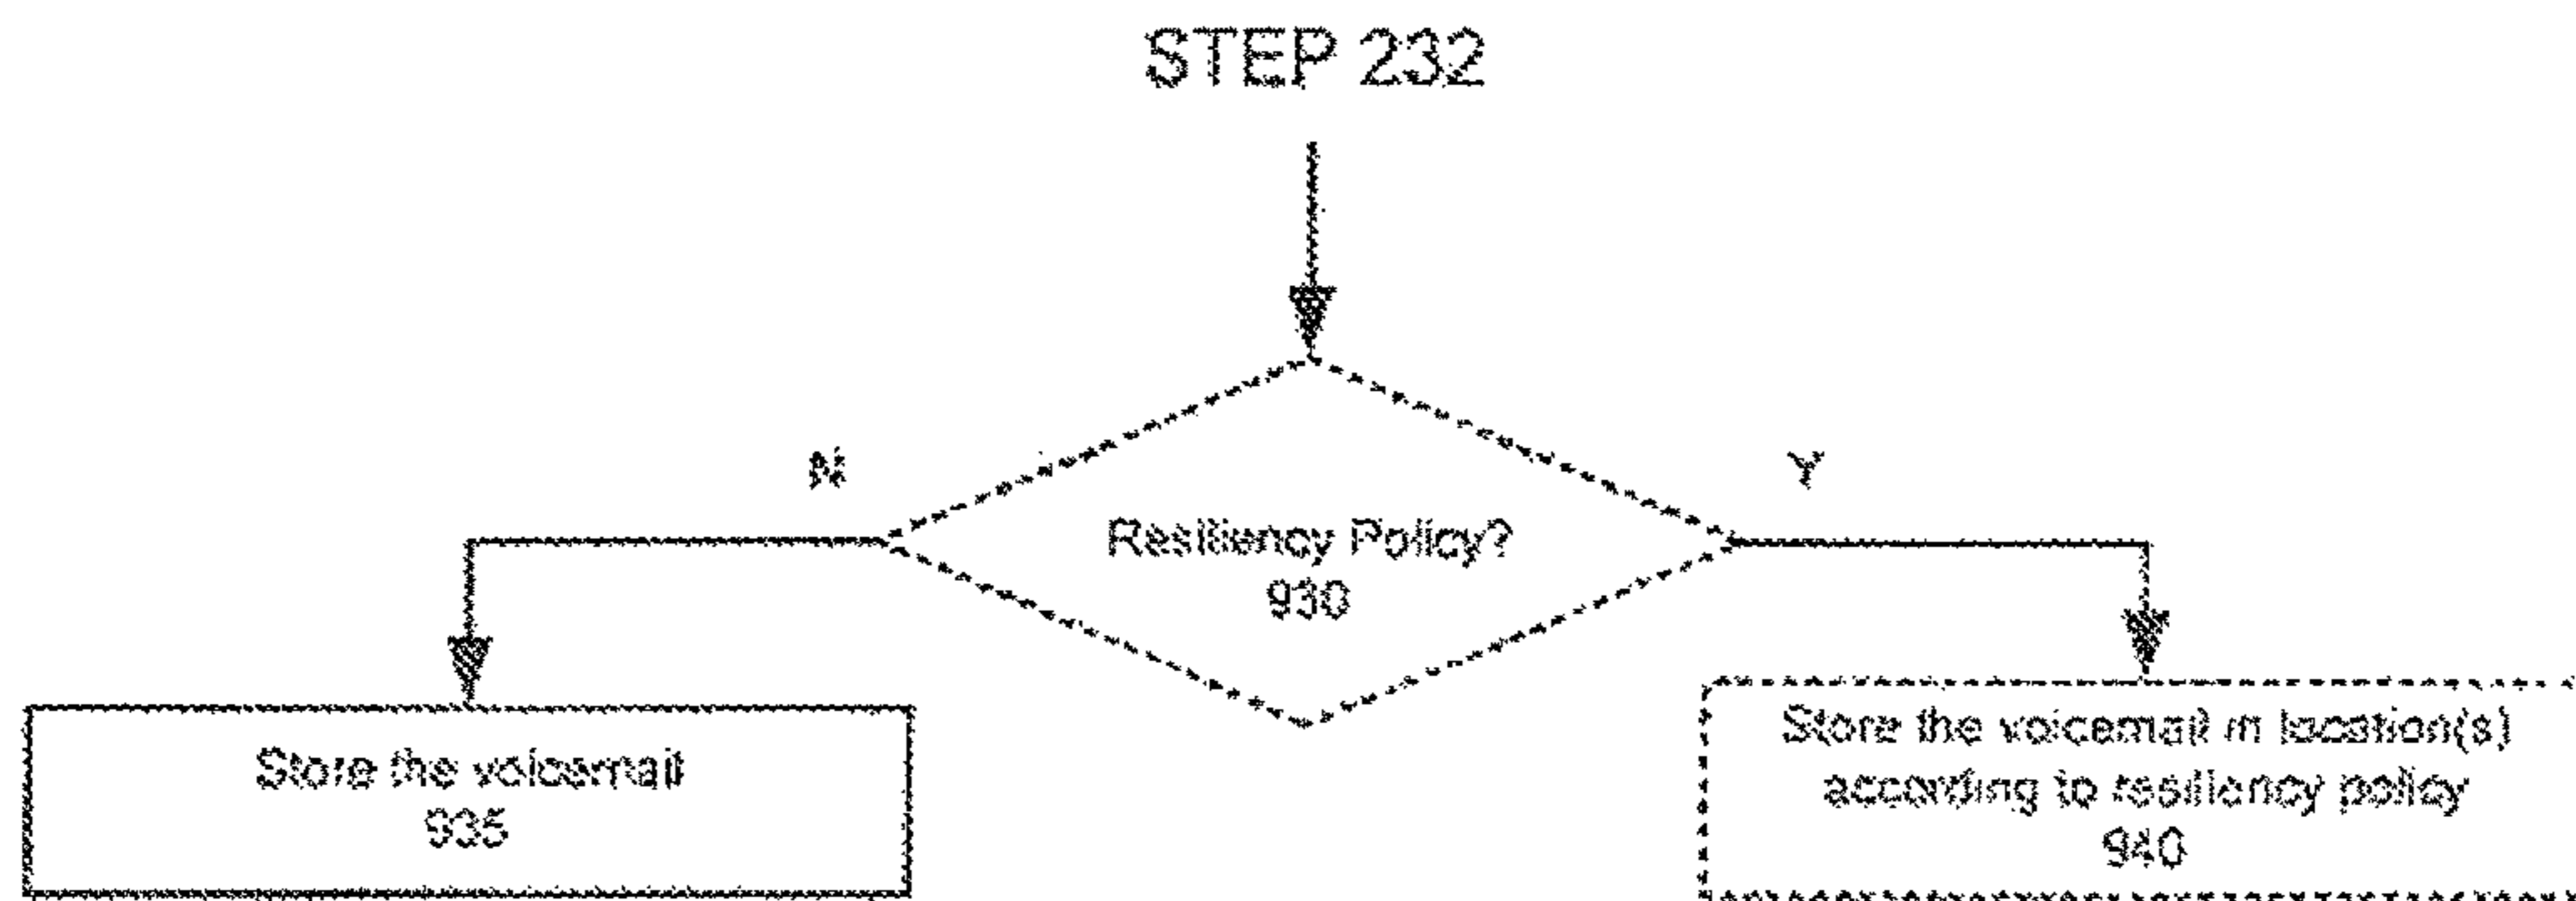 STEP 232
N
Y
Resiliency Policy?
930
Store the voicemail
935
Store the voicemail in location(s)
according to resiliency policy
940